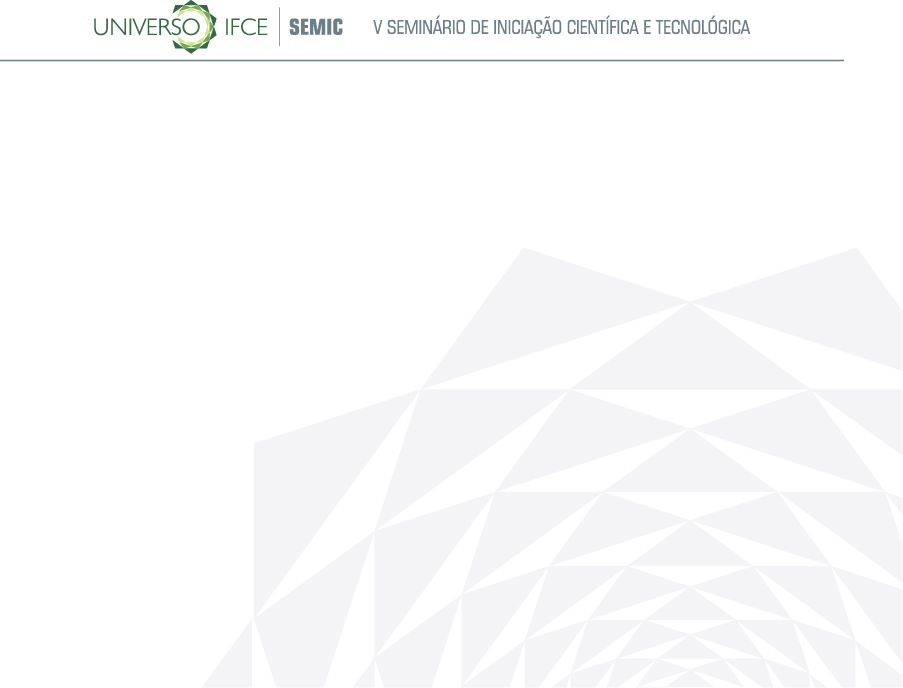 UNIVERSO IFCE SEMIC V SEMINÁRIO DE INICIAÇÃO CIENTÍFICA E TECNOLÓGICA